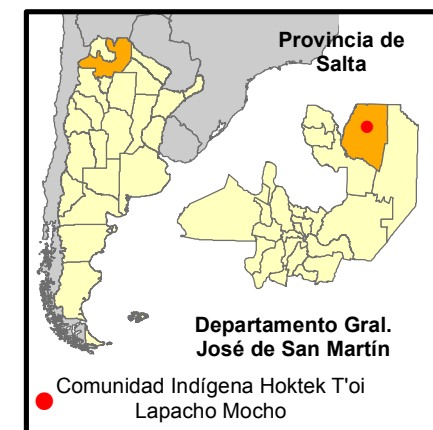 Provincia de
Salta
Departamento Gral.
José de San Martín
Comunidad Indígena Hoktek T'oi
Lapacho Mocho